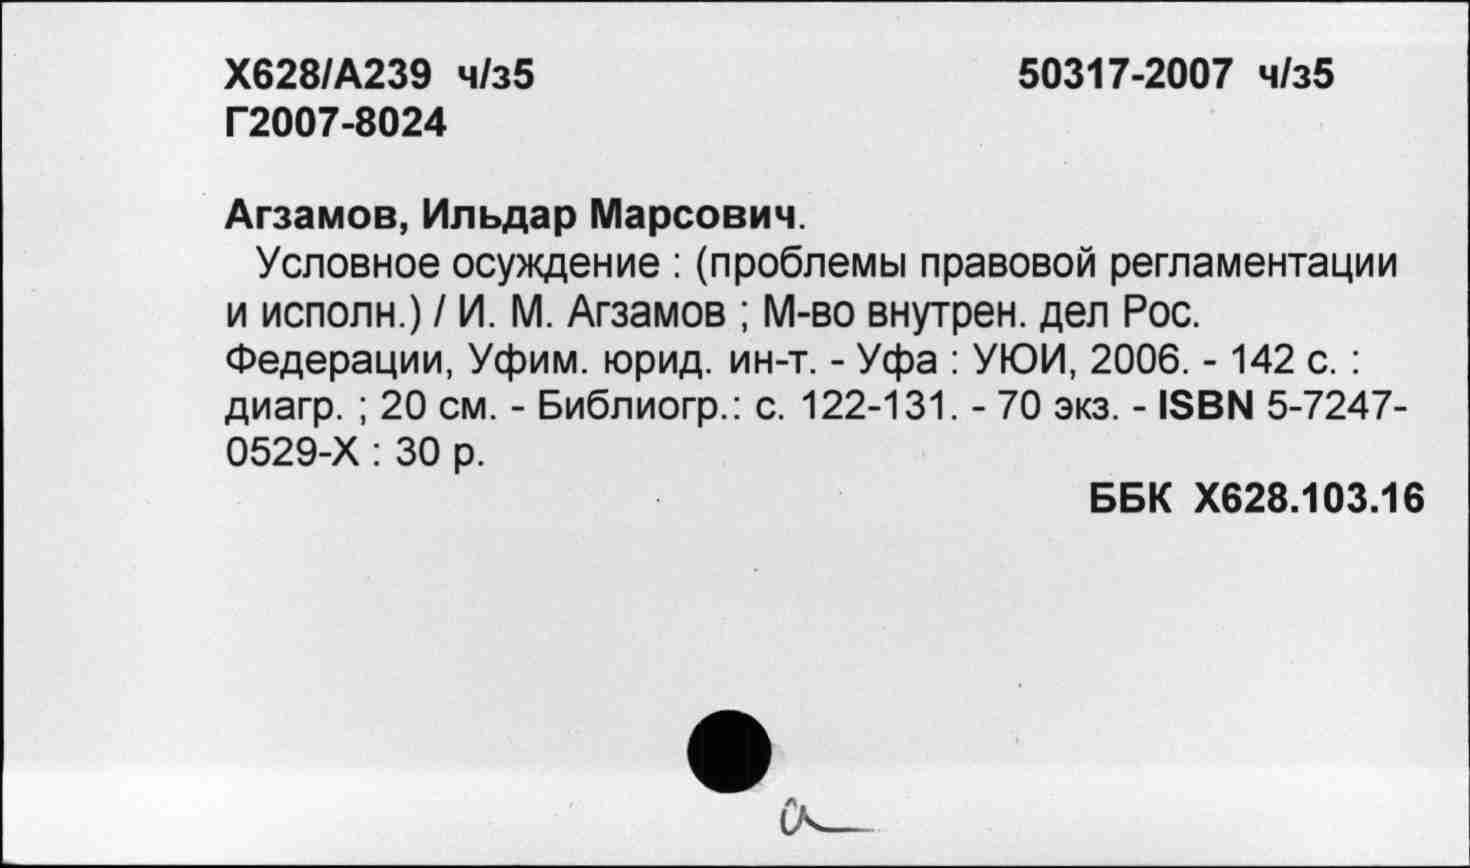 Х628/А239 ч/з5 50317-2007 ч/з5
Г2007-8024
Агзамов, Ильдар Марсович.
Условное осуждение : (проблемы правовой регламентации
и исполн.) / И. М. Агзамов ; М-во внутрен. дел Рос.
Федерации, Уфим. юрид. ин-т. - Уфа : УЮИ, 2006. - 142 с. :
диагр. ; 20 см. - Библиогр.: с. 122-131. - 70 экз. - ISBN 5-7247-
0529-X : 30 р.
ББК Х628.103.16
а